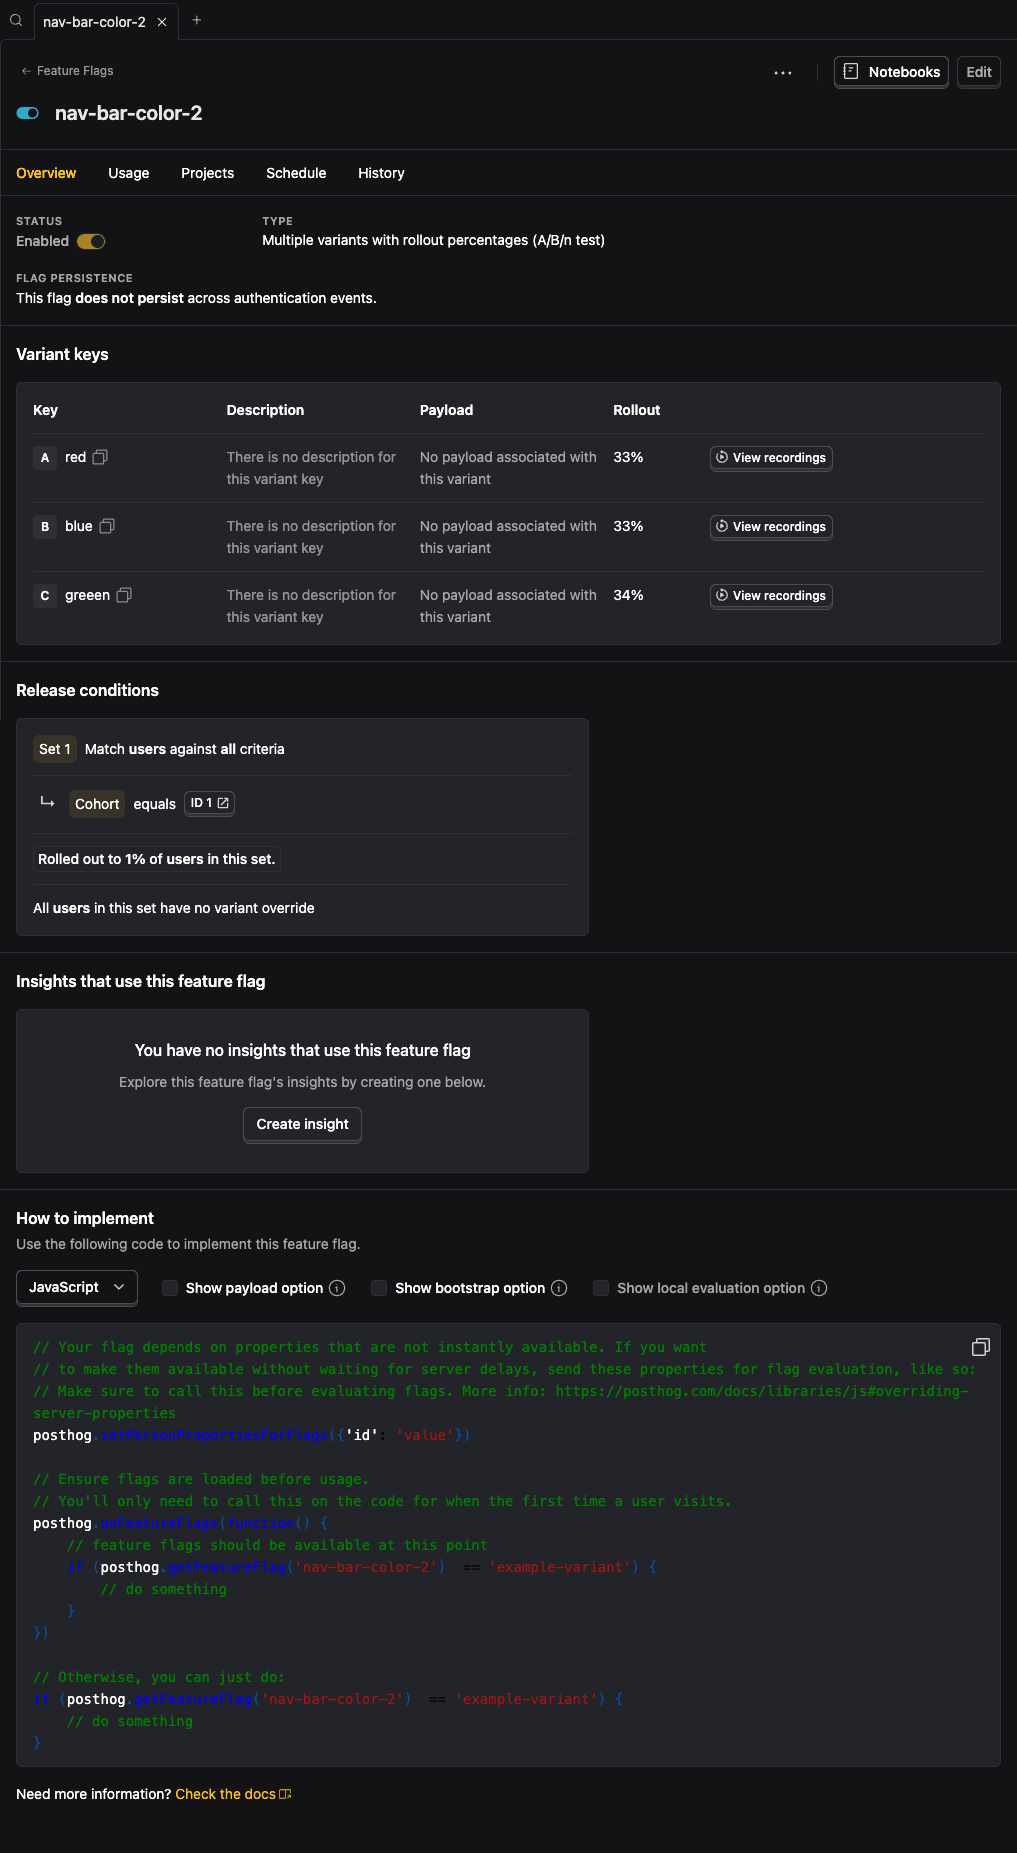 nav-bar-color-2
Feature Flags
Notebooks
Edit
nav-bar-color-2
Overview
Usage
Projects
Schedule
History
STATUS
TYPE
Enabled
Multiple variants with rollout percentages (A/B/n test)
FLAG PERSISTENCE
This flag does not persist across authentication events.
Variant keys
Key
Description
Payload
Rollout
A
red
There is no description for
this variant key
No payload associated with
this variant
33%
View recordings
B
blue
There is no description for
this variant key
No payload associated with
this variant
33%
View recordings
C
greeen
There is no description for
this variant key
No payload associated with
this variant
34%
View recordings
Release conditions
Set 1 Match users against all criteria
Cohort equals ID 1
Rolled out to 1% of users in this set.
All users in this set have no variant override
Insights that use this feature flag
You have no insights that use this feature flag
Explore this feature flag's insights by creating one below.
Create insight
How to implement
Use the following code to implement this feature flag.
JavaScript
Show payload option
Show bootstrap option
Show local evaluation option
// Your flag depends on properties that are not instantly available. If you want
// to make them available without waiting for server delays, send these properties for flag evaluation, like so:
// Make sure to call this before evaluating flags. More info: https://posthog.com/docs/libraries/js#overriding-
server-properties
posthog.setPersonPropertiesForFlags({'id': 'value'})
// Ensure flags are loaded before usage.
// You'll only need to call this on the code for when the first time a user visits.
posthog.onFeatureFlags(function() {
// feature flags should be available at this point
if (posthog.getFeatureFlag('nav-bar-color-2') == 'example-variant') {
// do something
}
})
// Otherwise, you can just do:
if (posthog.getFeatureFlag('nav-bar-color-2') == 'example-variant') {
// do something
}
Need more information? Check the docs